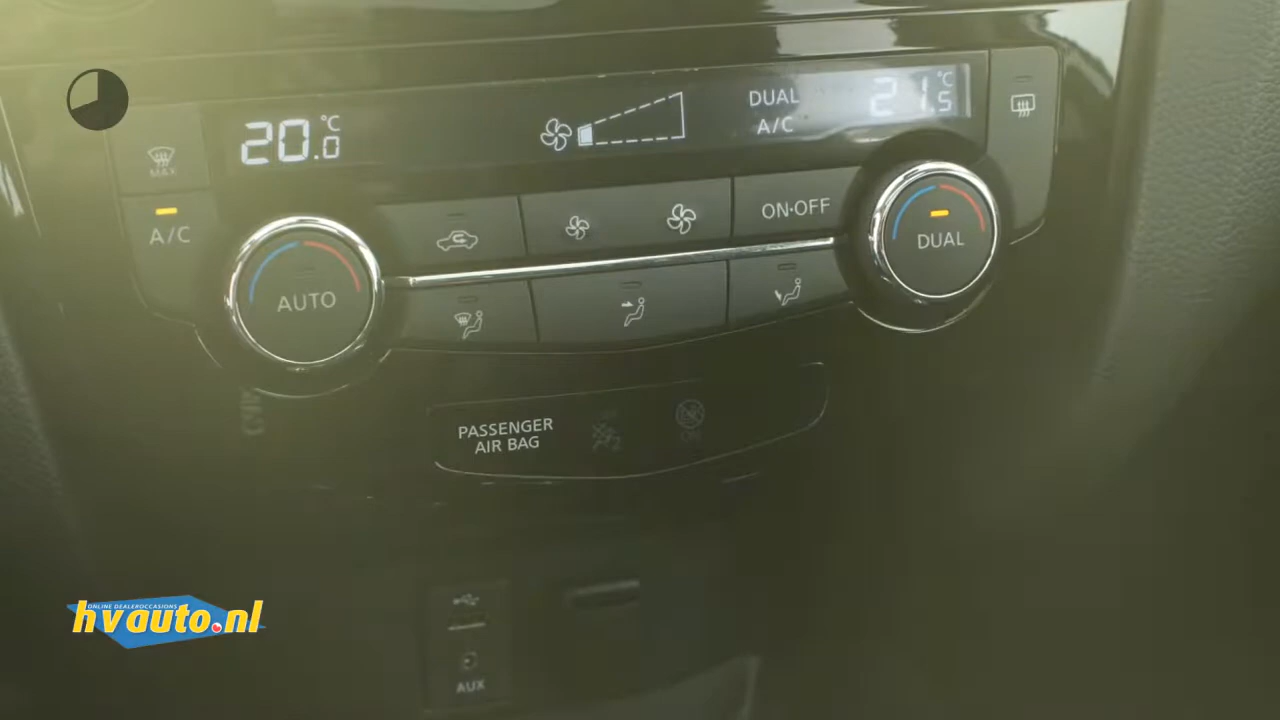 20.0 °C
DUAL
A/C
21.5 °C
MAX
A/C
AUTO
ON·OFF
DUAL
PASSENGER
AIR BAG
AUX
ONLINE DEALEROCCASIONS
hvauto.nl